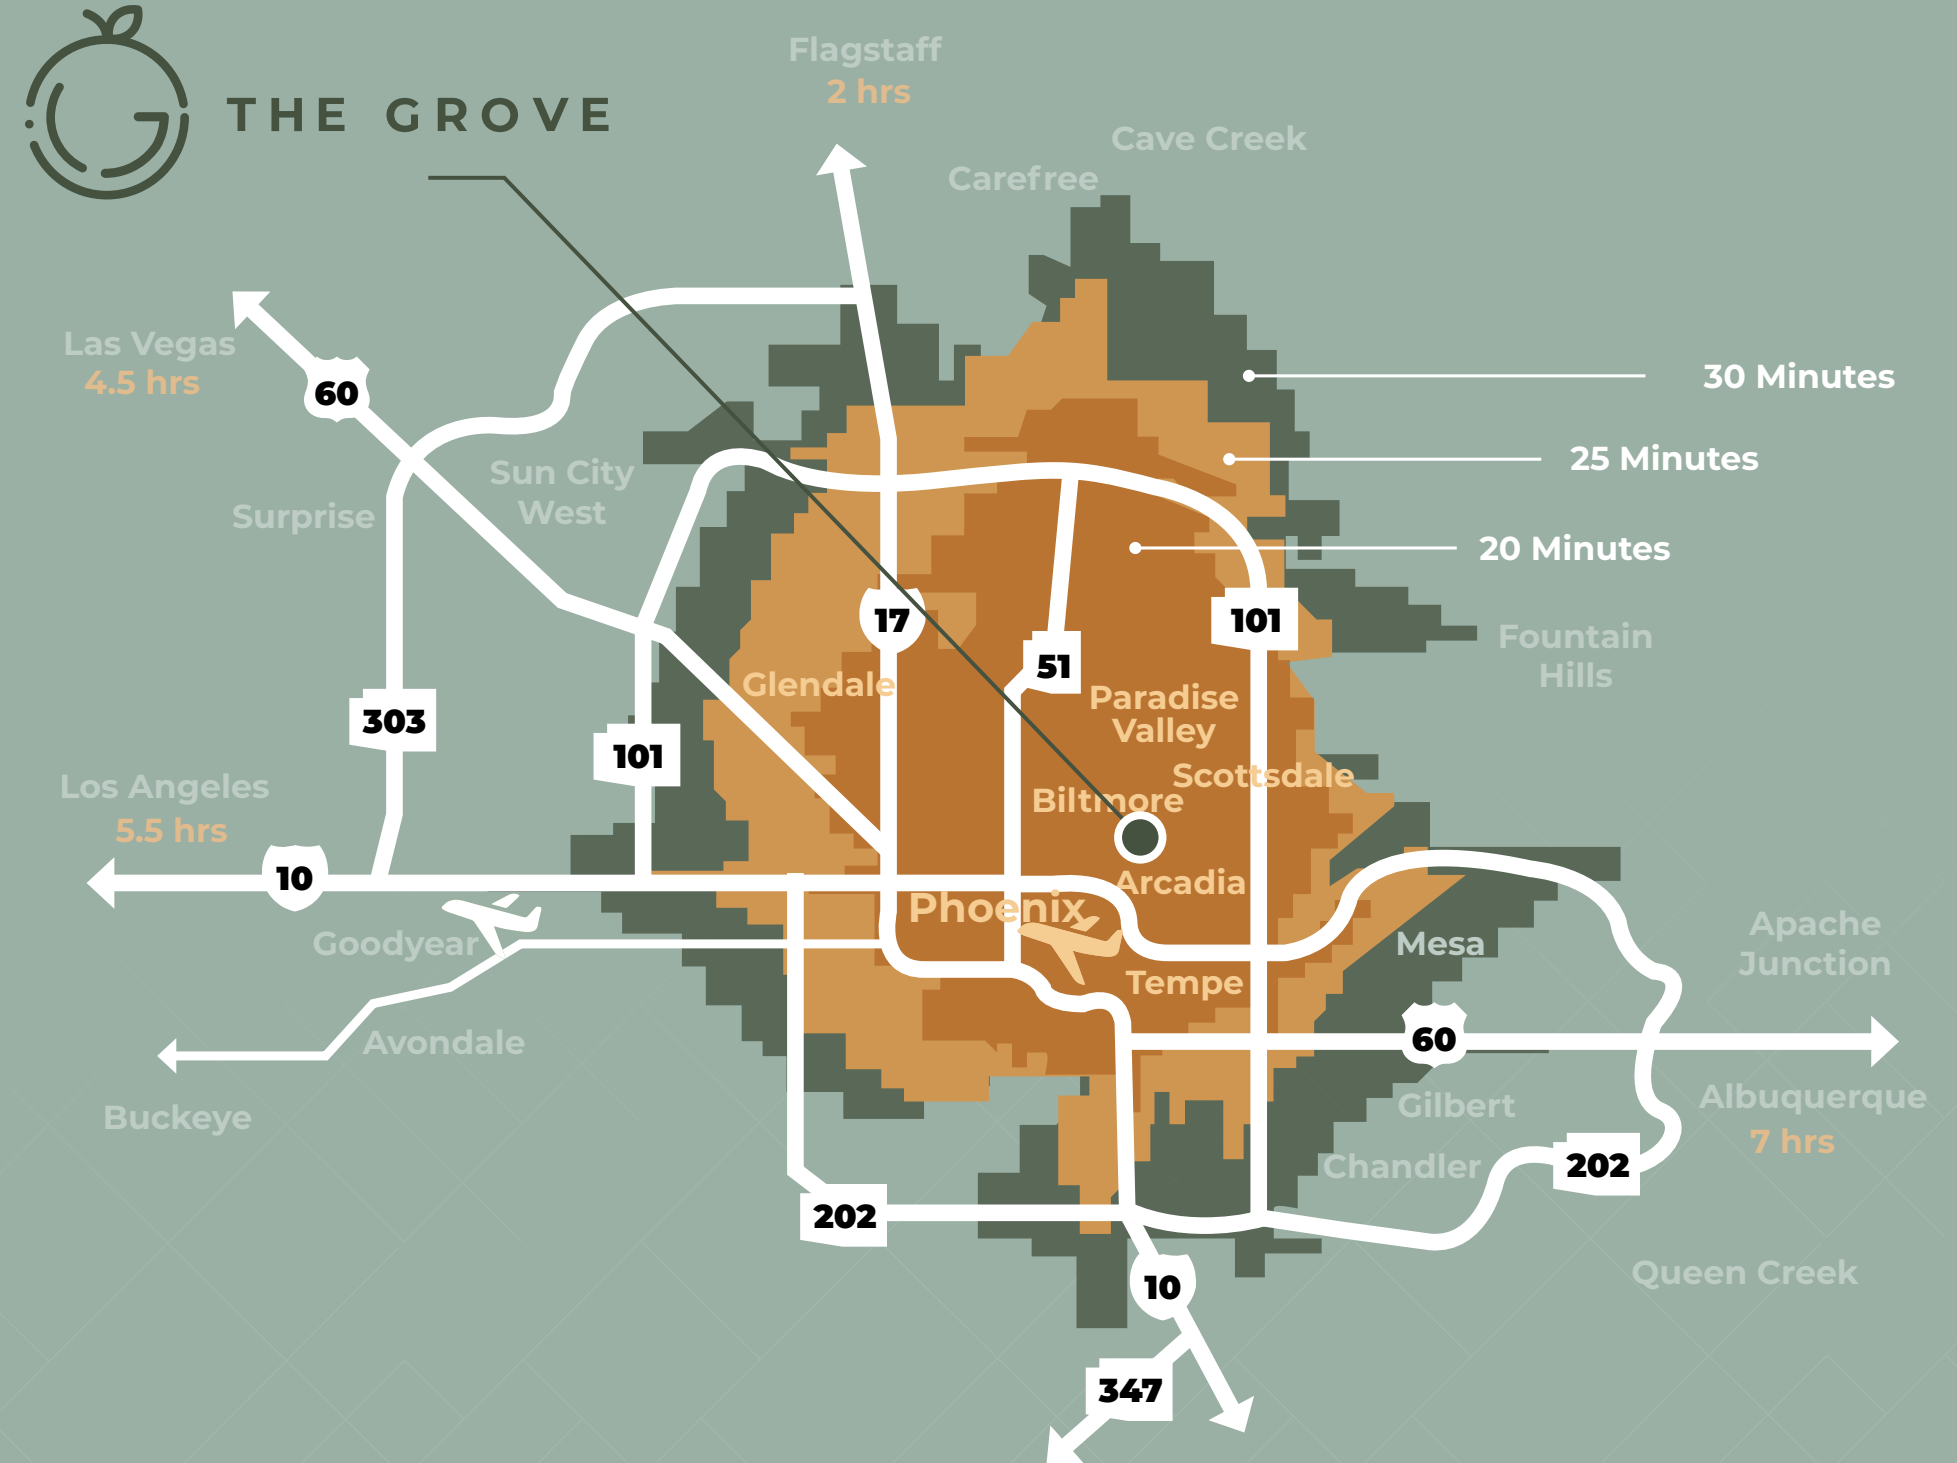 THE GROVE
Flagstaff
2 hrs
Cave Creek
Carefree
Las Vegas
4.5 hrs
60
30 Minutes
25 Minutes
Sun City
West
Surprise
20 Minutes
17
101
51
Fountain
Hills
Glendale
Paradise
Valley
303
101
Scottsdale
Los Angeles
5.5 hrs
Biltmore
10
Arcadia
Phoenix
Goodyear
Mesa
Apache
Junction
Tempe
Avondale
60
Buckeye
Gilbert
Albuquerque
7 hrs
Chandler
202
202
Queen Creek
10
347